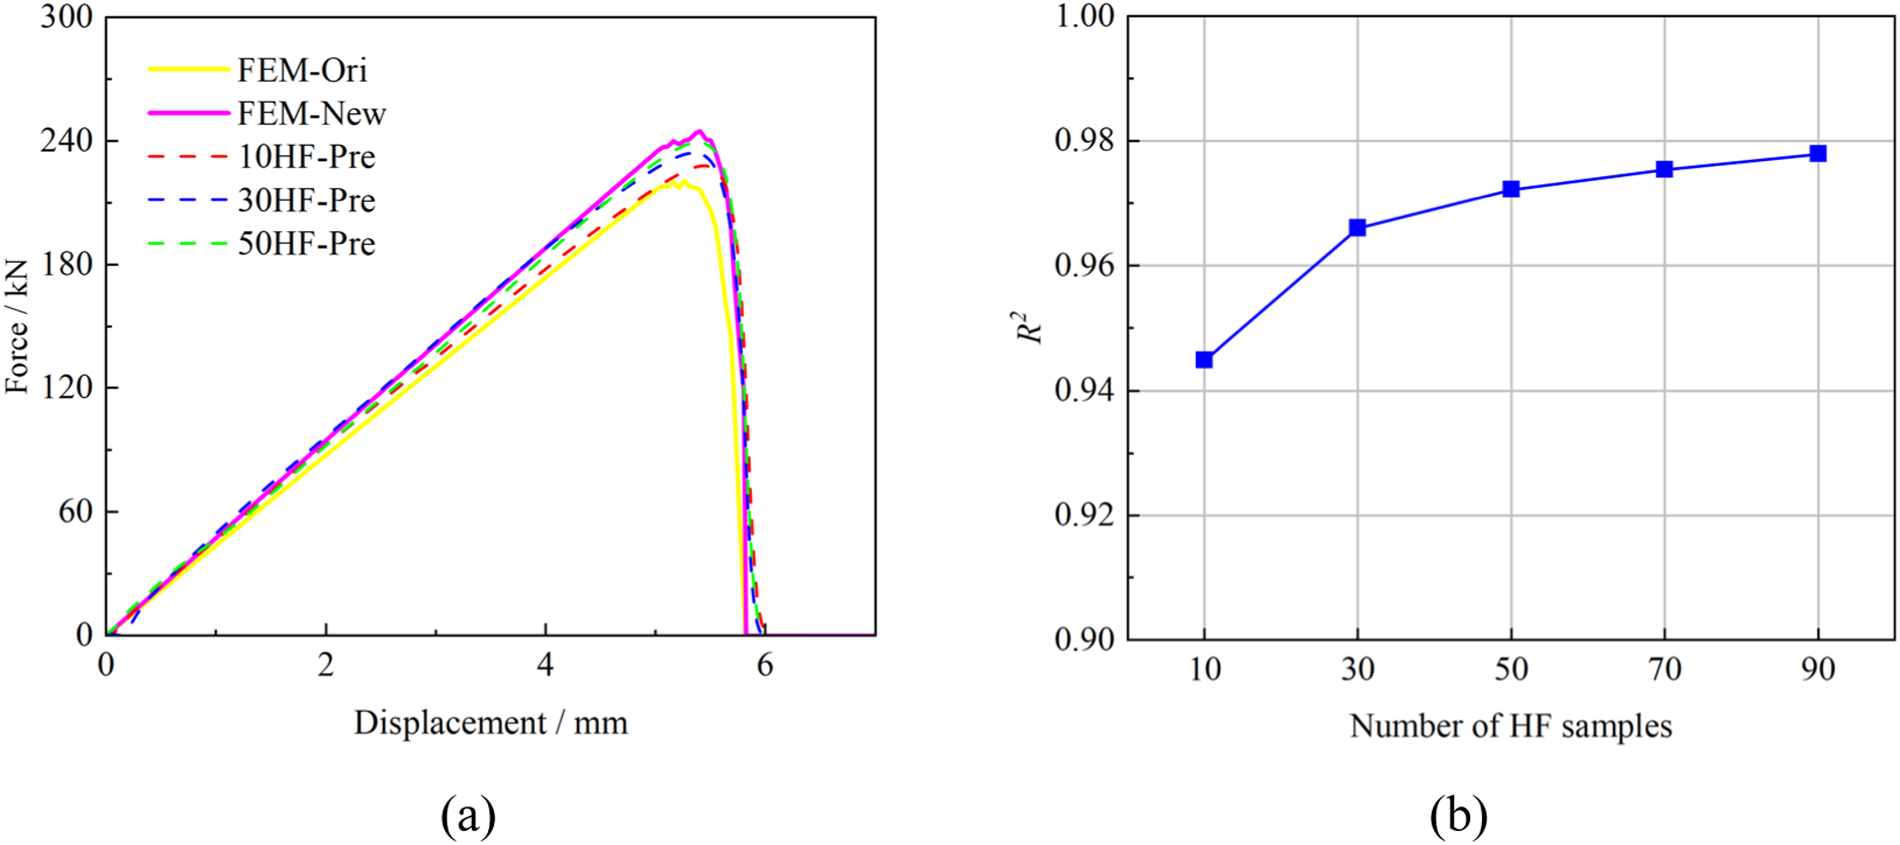 300
240
180
120
60
0
Force / kN
FEM-Ori
FEM-New
10HF-Pre
30HF-Pre
50HF-Pre
0 2 4 6
Displacement / mm
(a)
1.00
0.98
0.96
0.94
0.92
0.90
R²
10 30 50 70 90
Number of HF samples
(b)